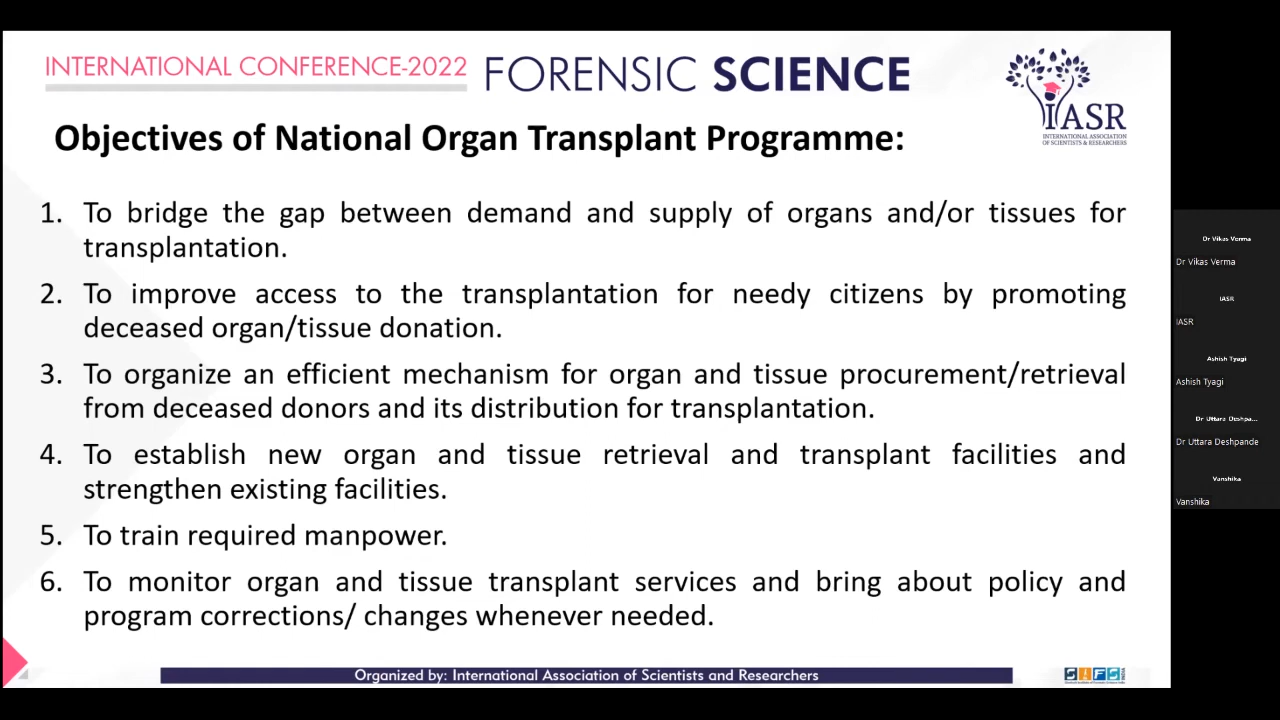 INTERNATIONAL CONFERENCE-2022 FORENSIC SCIENCE
IASR
INTERNATIONAL ASSOCIATION
OF SCIENTISTS & RESEARCHERS
Objectives of National Organ Transplant Programme:
1. To bridge the gap between demand and supply of organs and/or tissues for
transplantation.
2. To improve access to the transplantation for needy citizens by promoting
deceased organ/tissue donation.
3. To organize an efficient mechanism for organ and tissue procurement/retrieval
from deceased donors and its distribution for transplantation.
4. To establish new organ and tissue retrieval and transplant facilities and
strengthen existing facilities.
5. To train required manpower.
6. To monitor organ and tissue transplant services and bring about policy and
program corrections/ changes whenever needed.
Organized by: International Association of Scientists and Researchers
SIFS
Dr Vikas Verma
Dr Vikas Verma
IASR
IASR
Ashish Tyagi
Ashish Tyagi
Dr Uttara Deshpa...
Dr Uttara Deshpande
Vanshika
Vanshika